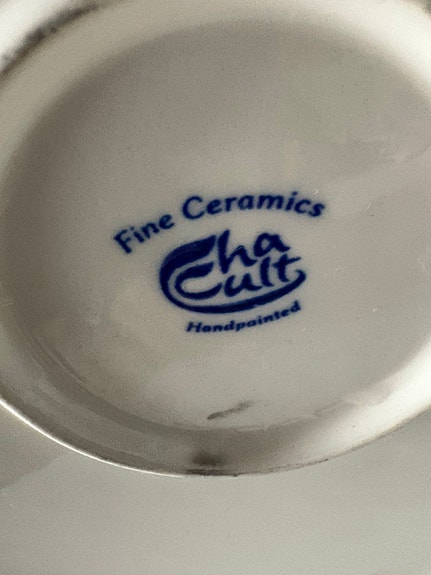 Fine Ceramics
Cha
Cult
Handpainted